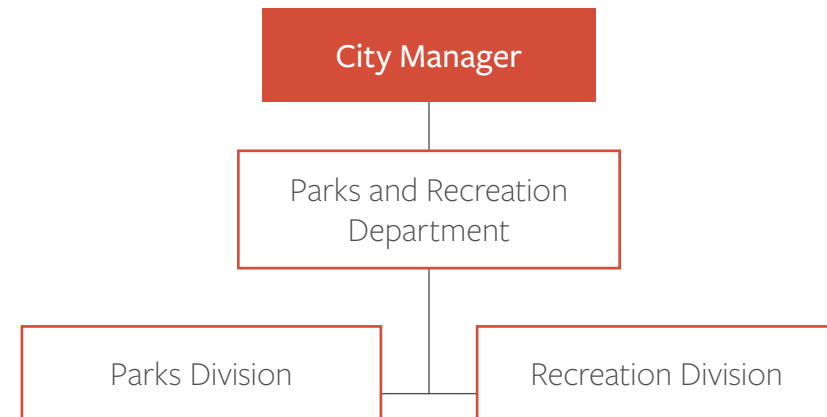 City Manager
Parks and Recreation
Department
Parks Division
Recreation Division